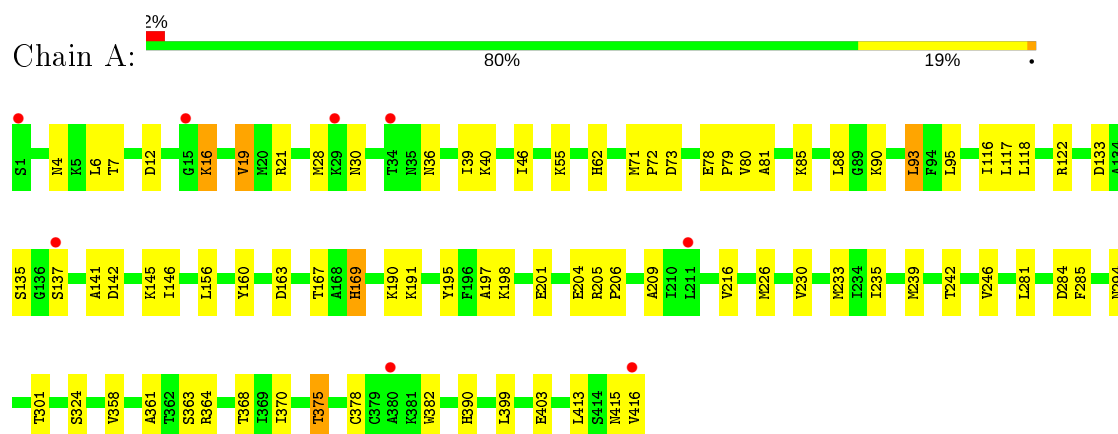 2%
Chain A:
80% 19% •
S1 N4 K5 L6 T7 D12 G15 K16 V19 M20 R21 M28 K29 N30 T34 N35 N36 I39 K40 I46 K55 H62 M71 P72 D73 E78 P79 V80 A81 K85 L88 G89 K90 L93 F94 L95 I116 L117 L118 R122 D133 A134
S135 G136 S137 A141 D142 K145 I146 L156 Y160 D163 T167 A168 H169 K190 K191 Y195 F196 A197 K198 E201 E204 R205 P206 A209 I210 L211 V216 M226 V230 M233 I234 I235 M239 T242 V246 L281 D284 F285 N294
T301 S324 V358 A361 T362 S363 R364 T368 I369 I370 T375 C378 C379 A380 K381 W382 H390 L399 E403 L413 S414 N415 V416